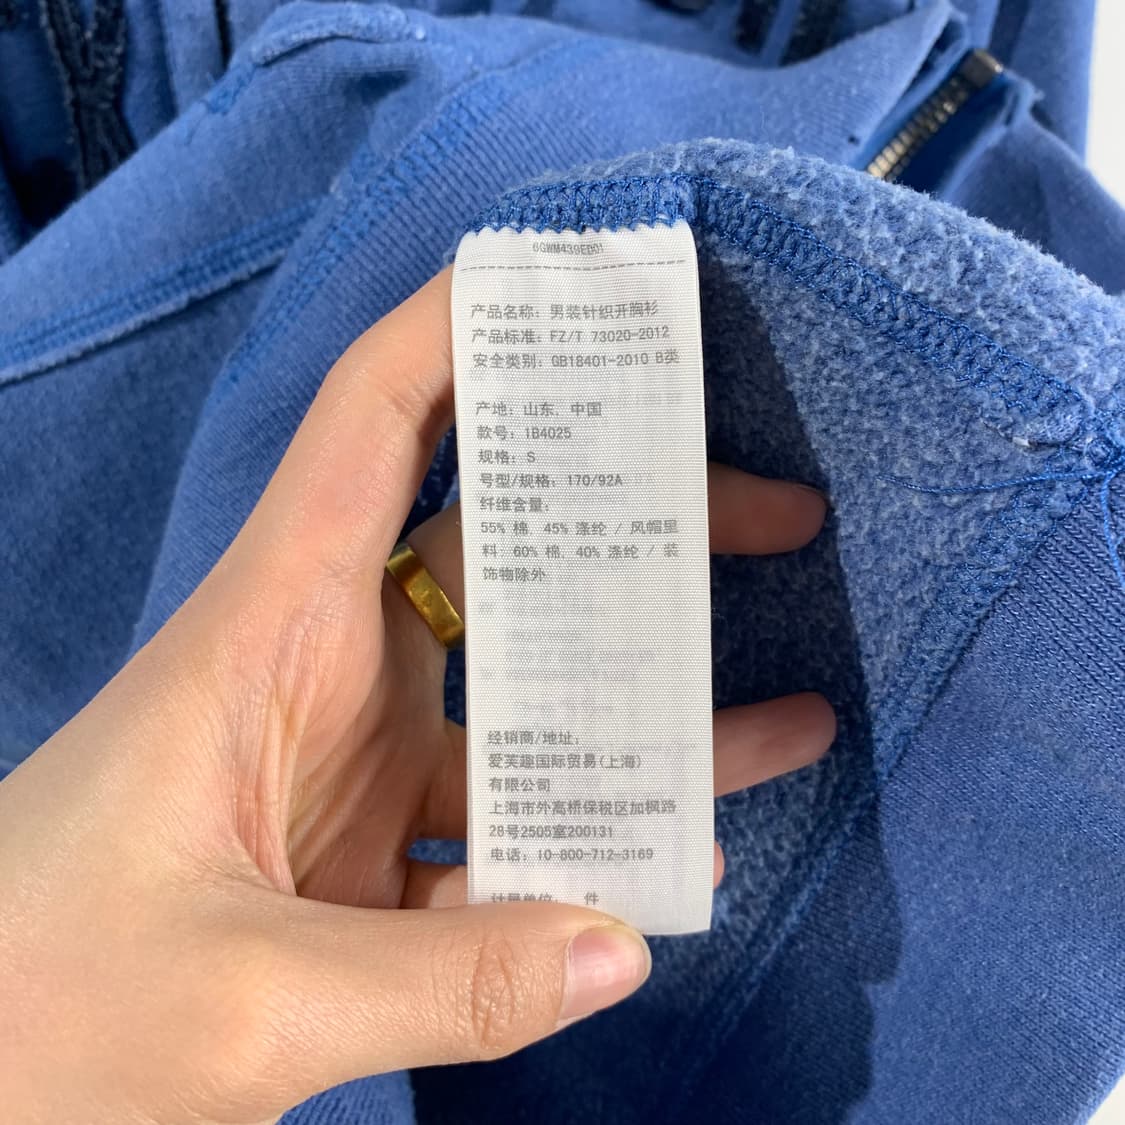 6GWM439ED01
产品名称：男装针织开胸衫
产品标准：FZ/T 73020-2012
安全类别：GB18401-2010 B类
产地：山东，中国
款号：1B4025
规格：S
号型/规格：170/92A
纤维含量：
55% 棉，45% 涤纶 / 风帽里
料：60% 棉，40% 涤纶 / 装
饰物除外
经销商/地址：
爱芙趣国际贸易(上海)
有限公司
上海市外高桥保税区加枫路
28号2505室200131
电话：10-800-712-3169
计量单位： 件